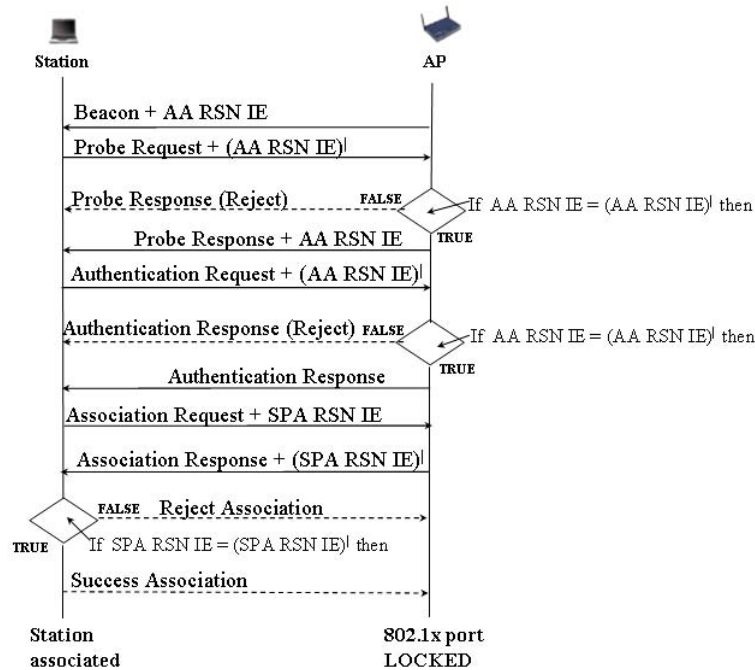 Station
AP
Beacon + AA RSN IE
Probe Request + (AA RSN IE)|
Probe Response (Reject)
FALSE
If AA RSN IE = (AA RSN IE)| then
TRUE
Probe Response + AA RSN IE
Authentication Request + (AA RSN IE)|
Authentication Response (Reject)
FALSE
If AA RSN IE = (AA RSN IE)| then
TRUE
Authentication Response
Association Request + SPA RSN IE
Association Response + (SPA RSN IE)|
FALSE
Reject Association
TRUE
If SPA RSN IE = (SPA RSN IE)| then
Success Association
Station
associated
802.1x port
LOCKED